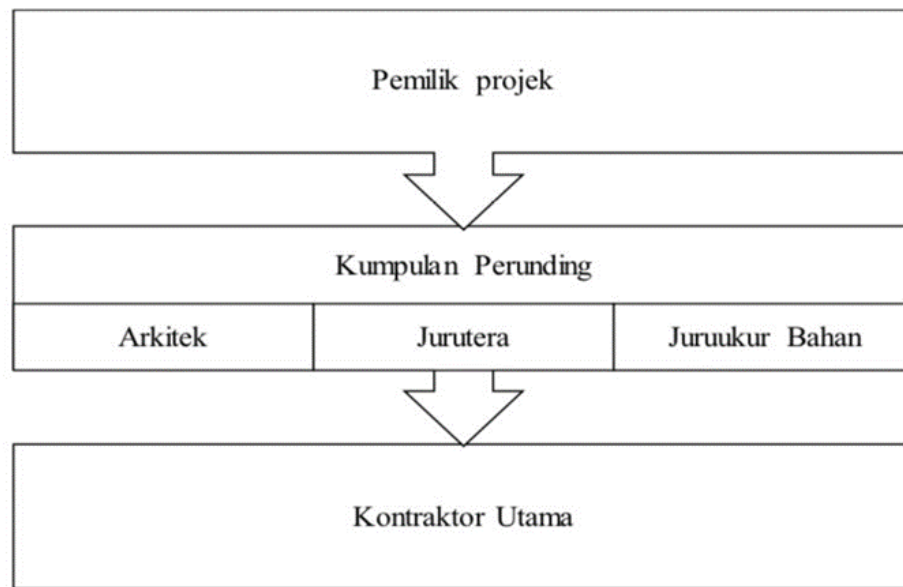 Pemilik projek
Kumpulan Perunding
Arkitek Jurutera Juruukur Bahan
Kontraktor Utama